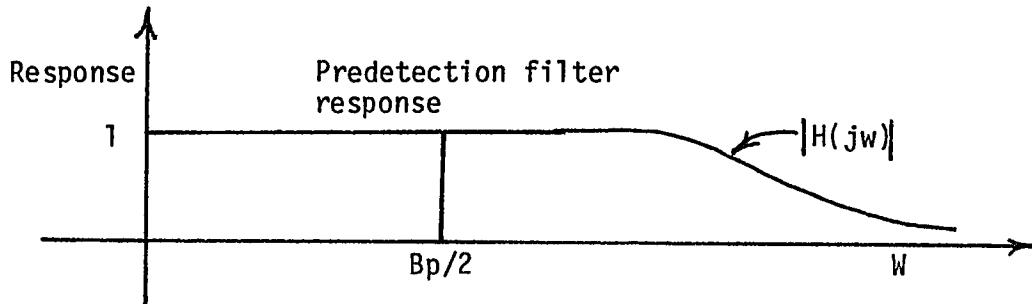 Response
Predetection filter
response
1
|H(jw)|
Bp/2
W